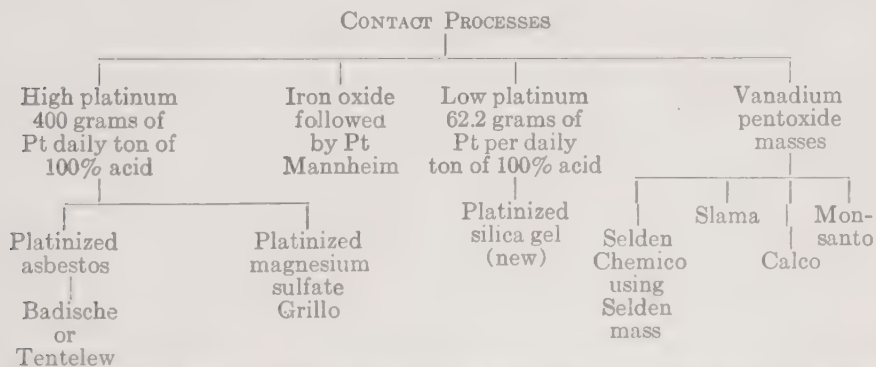 CONTACT PROCESSES
High platinum
400 grams of
Pt daily ton of
100% acid
Iron oxide
followed
by Pt
Mannheim
Low platinum
62.2 grams of
Pt per daily
ton of 100% acid
Vanadium
pentoxide
masses
Platinized
asbestos
Badische
or
Tentelew
Platinized
magnesium
sulfate
Grillo
Platinized
silica gel
(new)
Selden
Chemico
using
Selden
mass
Slama
Calco
Mon-
santo